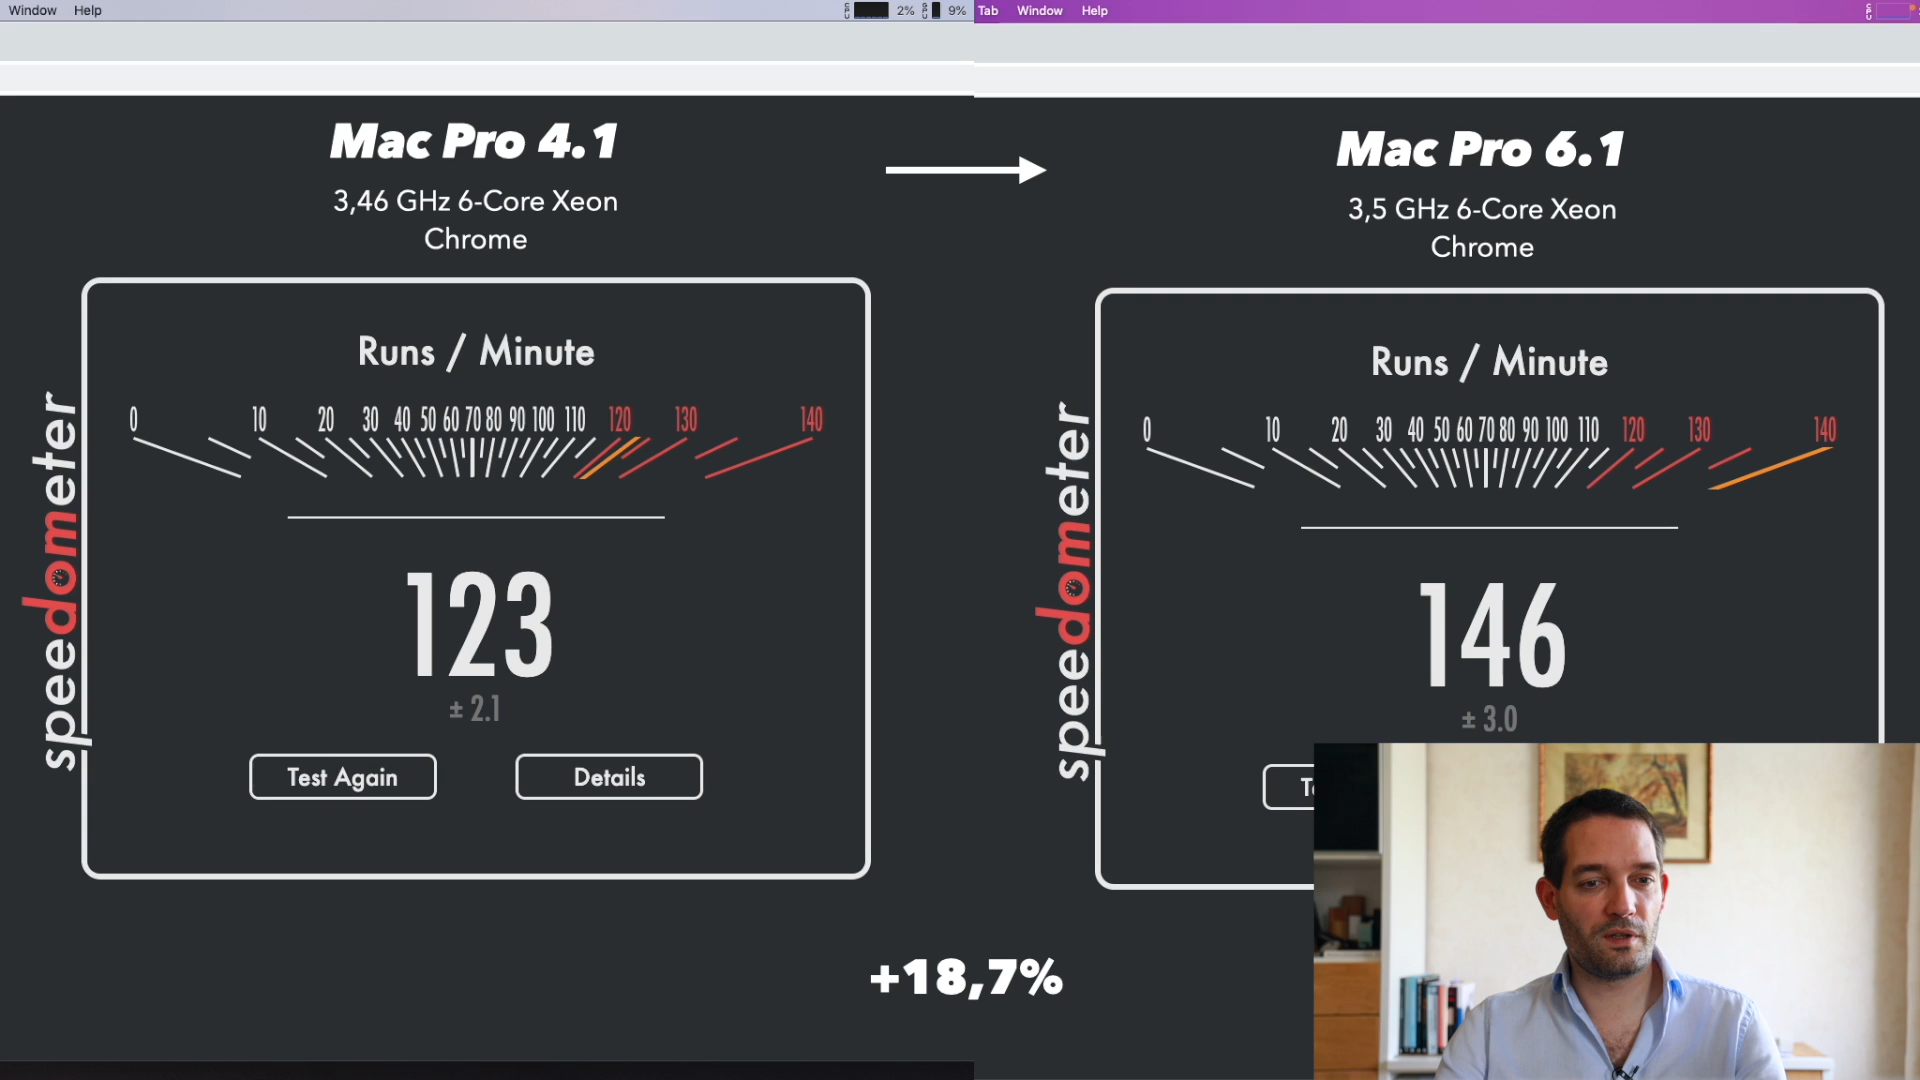 Window Help
2% 9%
Tab Window Help
Mac Pro 4.1
3,46 GHz 6-Core Xeon
Chrome
speedometer
Runs / Minute
0 10 20 30 40 50 60 70 80 90 100 110 120 130 140
123
± 2.1
Test Again Details
Mac Pro 6.1
3,5 GHz 6-Core Xeon
Chrome
speedometer
Runs / Minute
0 10 20 30 40 50 60 70 80 90 100 110 120 130 140
146
± 3.0
+18,7%